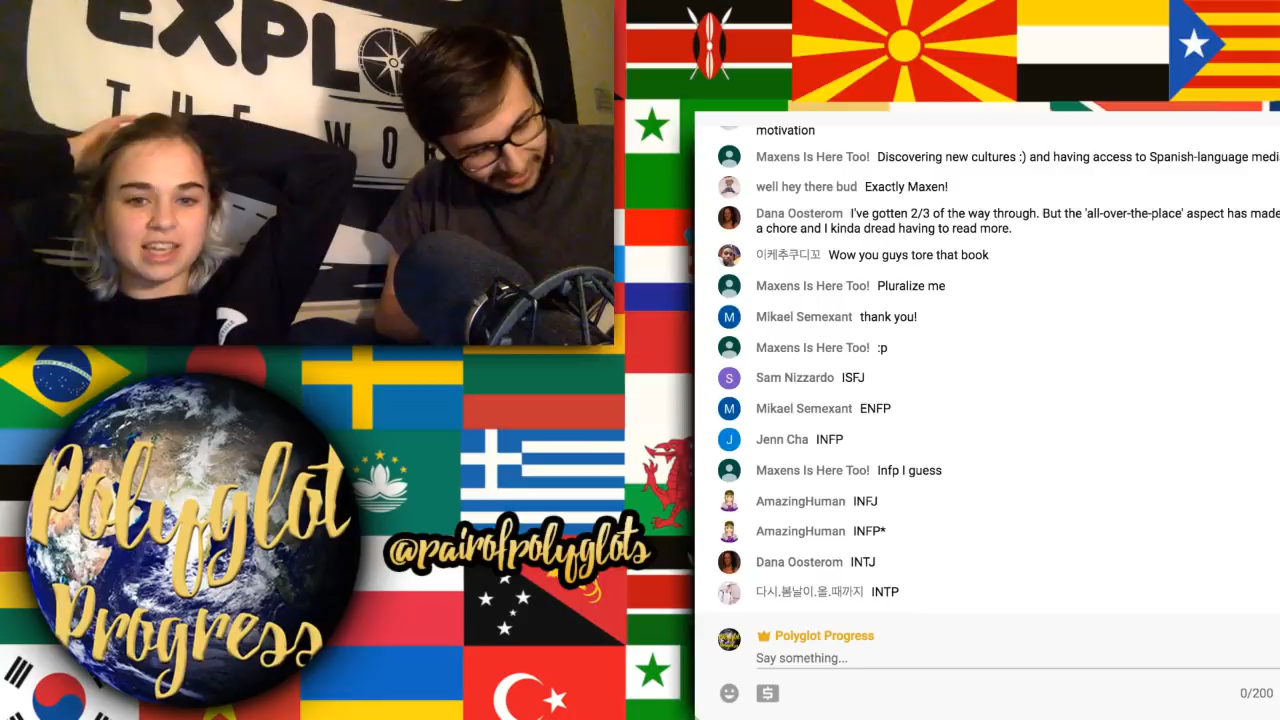 EXPL
THE WO
motivation
Maxens Is Here Too! Discovering new cultures :) and having access to Spanish-language medi
well hey there bud Exactly Maxen!
Dana Oosterom I've gotten 2/3 of the way through. But the 'all-over-the-place' aspect has made
a chore and I kinda dread having to read more.
이케추쿠디꼬 Wow you guys tore that book
Maxens Is Here Too! Pluralize me
Mikael Semexant thank you!
Maxens Is Here Too! :p
S Sam Nizzardo ISFJ
M Mikael Semexant ENFP
J Jenn Cha INFP
Maxens Is Here Too! Infp I guess
AmazingHuman INFJ
AmazingHuman INFP*
Dana Oosterom INTJ
다시.봄날이.올.때까지 INTP
Polyglot Progress
Say something...
0/200
Polyglot
Progress
@pairofpolyglots